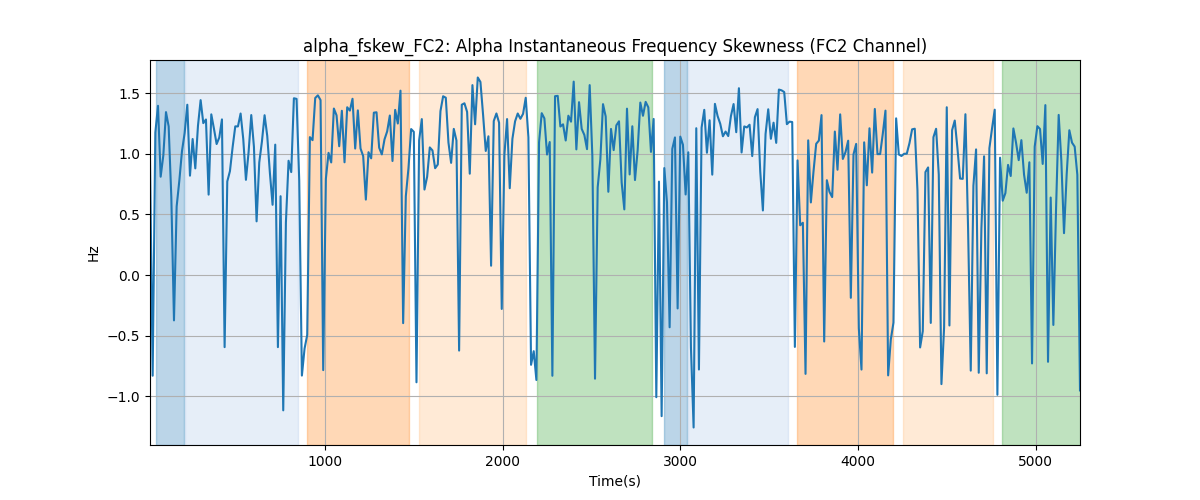 alpha_fskew_FC2: Alpha Instantaneous Frequency Skewness (FC2 Channel)
1.5
1.0
0.5
0.0
−0.5
−1.0
Hz
1000 2000 3000 4000 5000
Time(s)